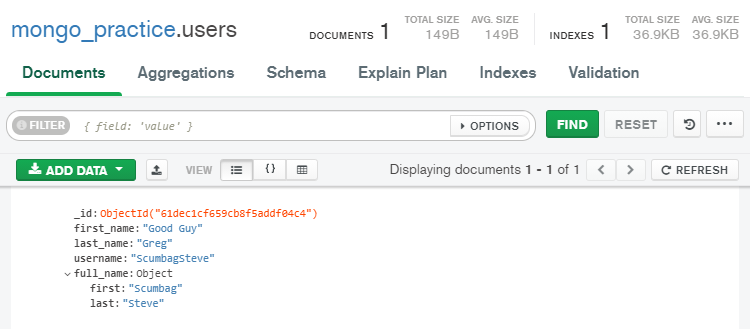 mongo_practice.users
DOCUMENTS 1 TOTAL SIZE 149B AVG. SIZE 149B INDEXES 1 TOTAL SIZE 36.9KB AVG. SIZE 36.9KB
Documents Aggregations Schema Explain Plan Indexes Validation
FILTER { field: 'value' } OPTIONS FIND RESET
ADD DATA VIEW {} Displaying documents 1 - 1 of 1 < > REFRESH
_id:ObjectId("61dec1cf659cb8f5addf04c4")
first_name:"Good Guy"
last_name:"Greg"
username:"ScumbagSteve"
full_name:Object
first:"Scumbag"
last:"Steve"